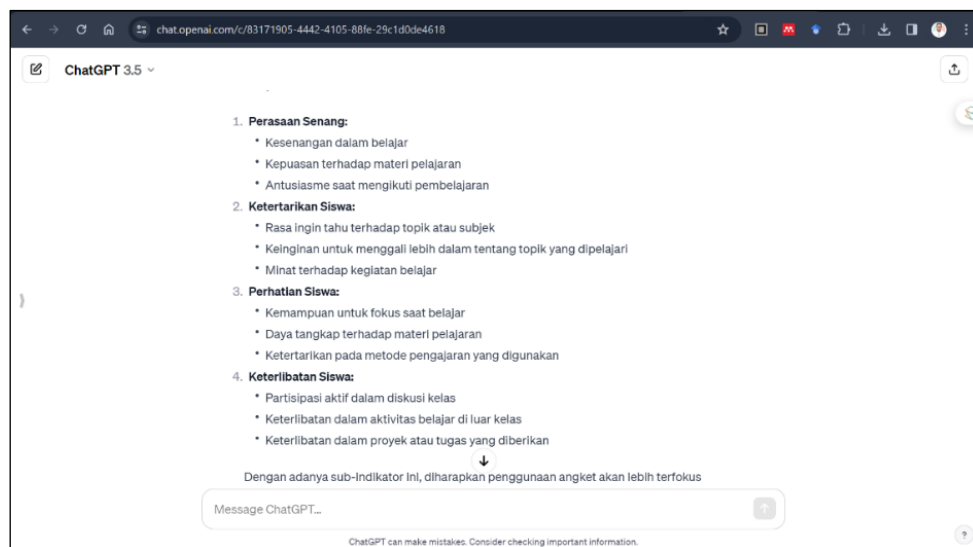 chat.openai.com/c/83171905-4442-4105-88fe-29c1d0de4618
ChatGPT 3.5
1. Perasaan Senang:
• Kesenangan dalam belajar
• Kepuasan terhadap materi pelajaran
• Antusiasme saat mengikuti pembelajaran
2. Ketertarikan Siswa:
• Rasa ingin tahu terhadap topik atau subjek
• Keinginan untuk menggali lebih dalam tentang topik yang dipelajari
• Minat terhadap kegiatan belajar
3. Perhatian Siswa:
• Kemampuan untuk fokus saat belajar
• Daya tangkap terhadap materi pelajaran
• Ketertarikan pada metode pengajaran yang digunakan
4. Keterlibatan Siswa:
• Partisipasi aktif dalam diskusi kelas
• Keterlibatan dalam aktivitas belajar di luar kelas
• Keterlibatan dalam proyek atau tugas yang diberikan
Dengan adanya sub-indikator ini, diharapkan penggunaan angket akan lebih terfokus
Message ChatGPT...
ChatGPT can make mistakes. Consider checking important information.
?